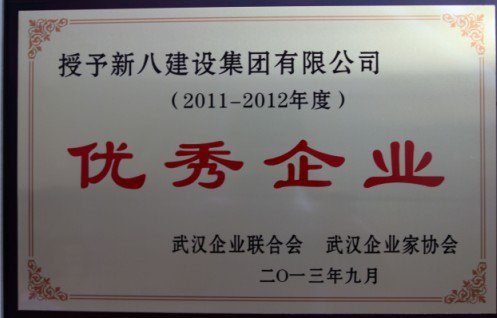 授予新八建设集团有限公司
（2011-2012年度）
优秀企业
武汉企业联合会 武汉企业家协会
二〇一三年九月